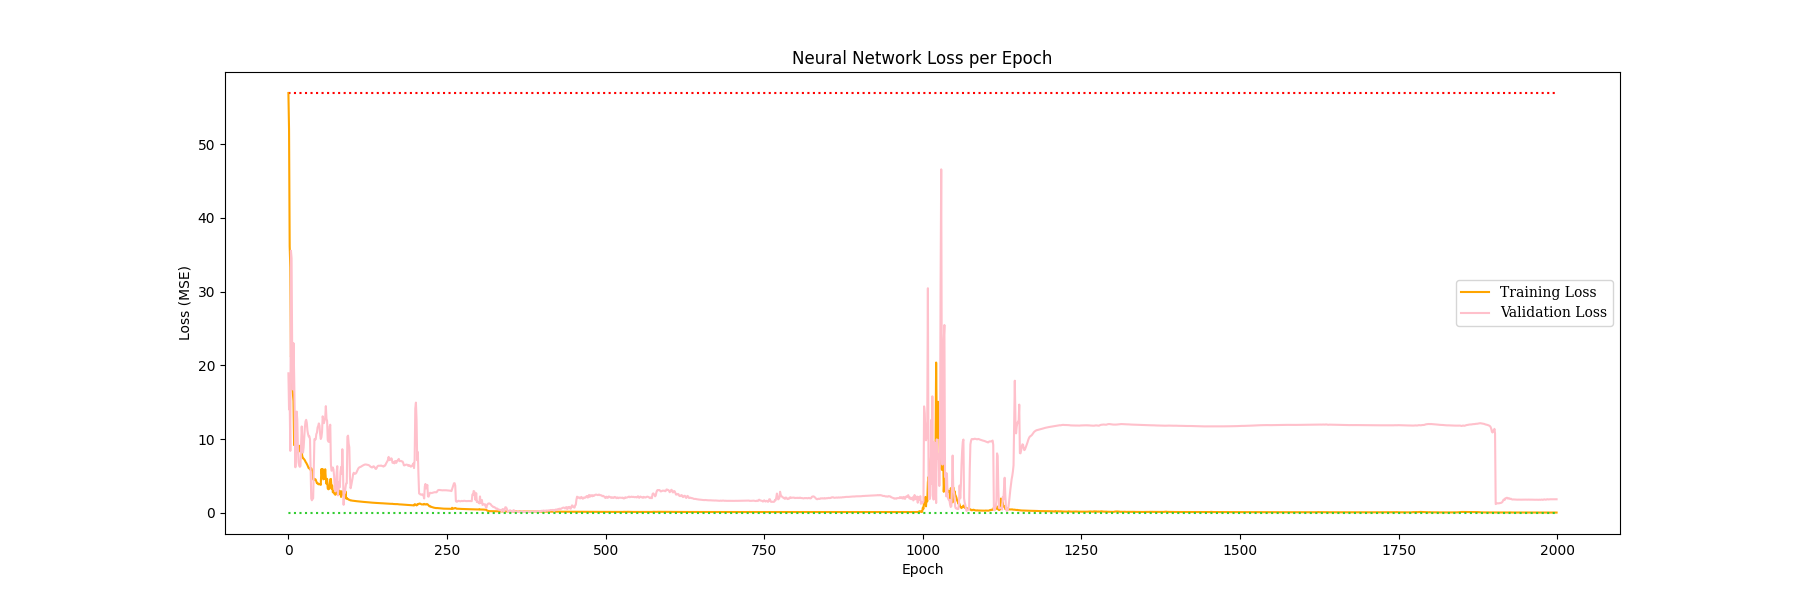 Neural Network Loss per Epoch
Loss (MSE)
50
40
30
20
10
0
Training Loss
Validation Loss
0 250 500 750 1000 1250 1500 1750 2000
Epoch